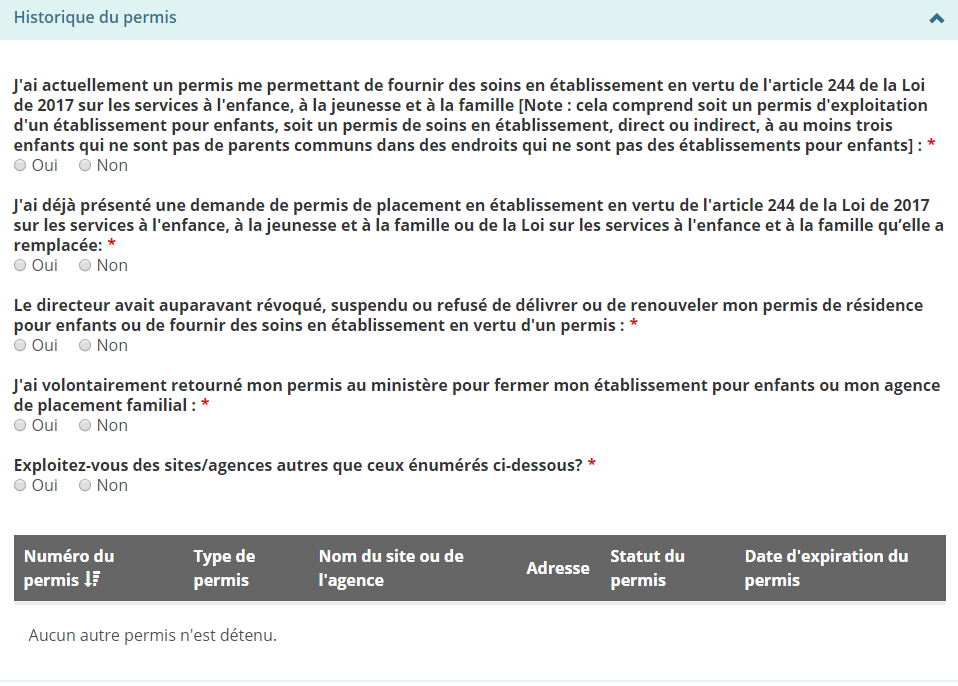 Historique du permis
J'ai actuellement un permis me permettant de fournir des soins en établissement en vertu de l'article 244 de la Loi
de 2017 sur les services à l'enfance, à la jeunesse et à la famille [Note : cela comprend soit un permis d'exploitation
d'un établissement pour enfants, soit un permis de soins en établissement, direct ou indirect, à au moins trois
enfants qui ne sont pas de parents communs dans des endroits qui ne sont pas des établissements pour enfants] : *
Oui Non
J'ai déjà présenté une demande de permis de placement en établissement en vertu de l'article 244 de la Loi de 2017
sur les services à l'enfance, à la jeunesse et à la famille ou de la Loi sur les services à l'enfance et à la famille qu’elle a
remplacée: *
Oui Non
Le directeur avait auparavant révoqué, suspendu ou refusé de délivrer ou de renouveler mon permis de résidence
pour enfants ou de fournir des soins en établissement en vertu d'un permis : *
Oui Non
J'ai volontairement retourné mon permis au ministère pour fermer mon établissement pour enfants ou mon agence
de placement familial : *
Oui Non
Exploitez-vous des sites/agences autres que ceux énumérés ci-dessous? *
Oui Non
Numéro du permis
Type de permis
Nom du site ou de l'agence
Adresse
Statut du permis
Date d'expiration du permis
Aucun autre permis n'est détenu.